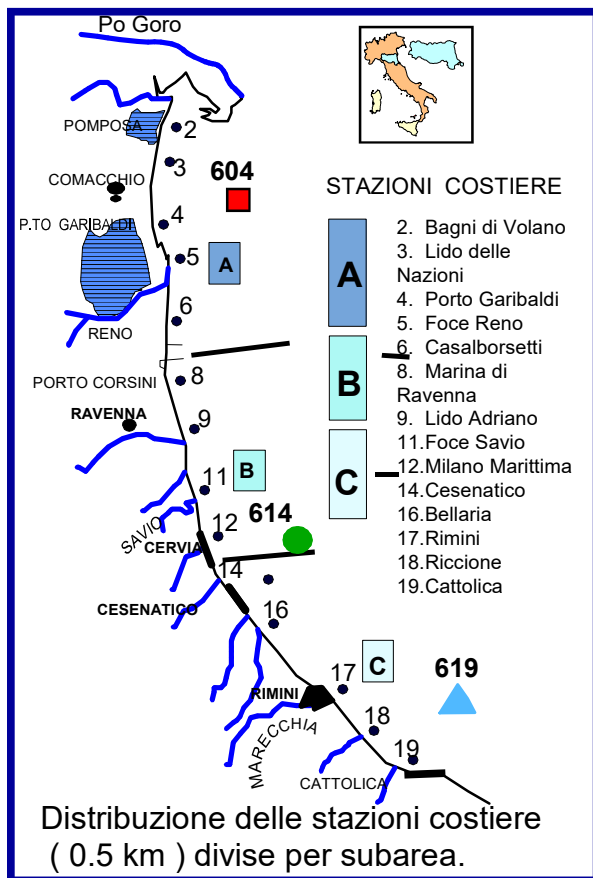 Po Goro
POMPOSA
2
3
COMACCHIO
604
STAZIONI COSTIERE
P.TO GARIBALDI
4
A
5
A
2. Bagni di Volano
3. Lido delle
Nazioni
4. Porto Garibaldi
5. Foce Reno
6. Casalborsetti
8. Marina di
Ravenna
9. Lido Adriano
11.Foce Savio
12.Milano Marittima
14.Cesenatico
16. Bellaria
17.Rimini
18.Riccione
19.Cattolica
B
C
6
RENO
PORTO CORSINI
8
RAVENNA
9
B
11
SAVIO
12
614
CERVIA
14
CESENATICO
16
17
C
619
RIMINI
MARECCHIA
18
19
CATTOLICA
Distribuzione delle stazioni costiere
( 0.5 km ) divise per subarea.